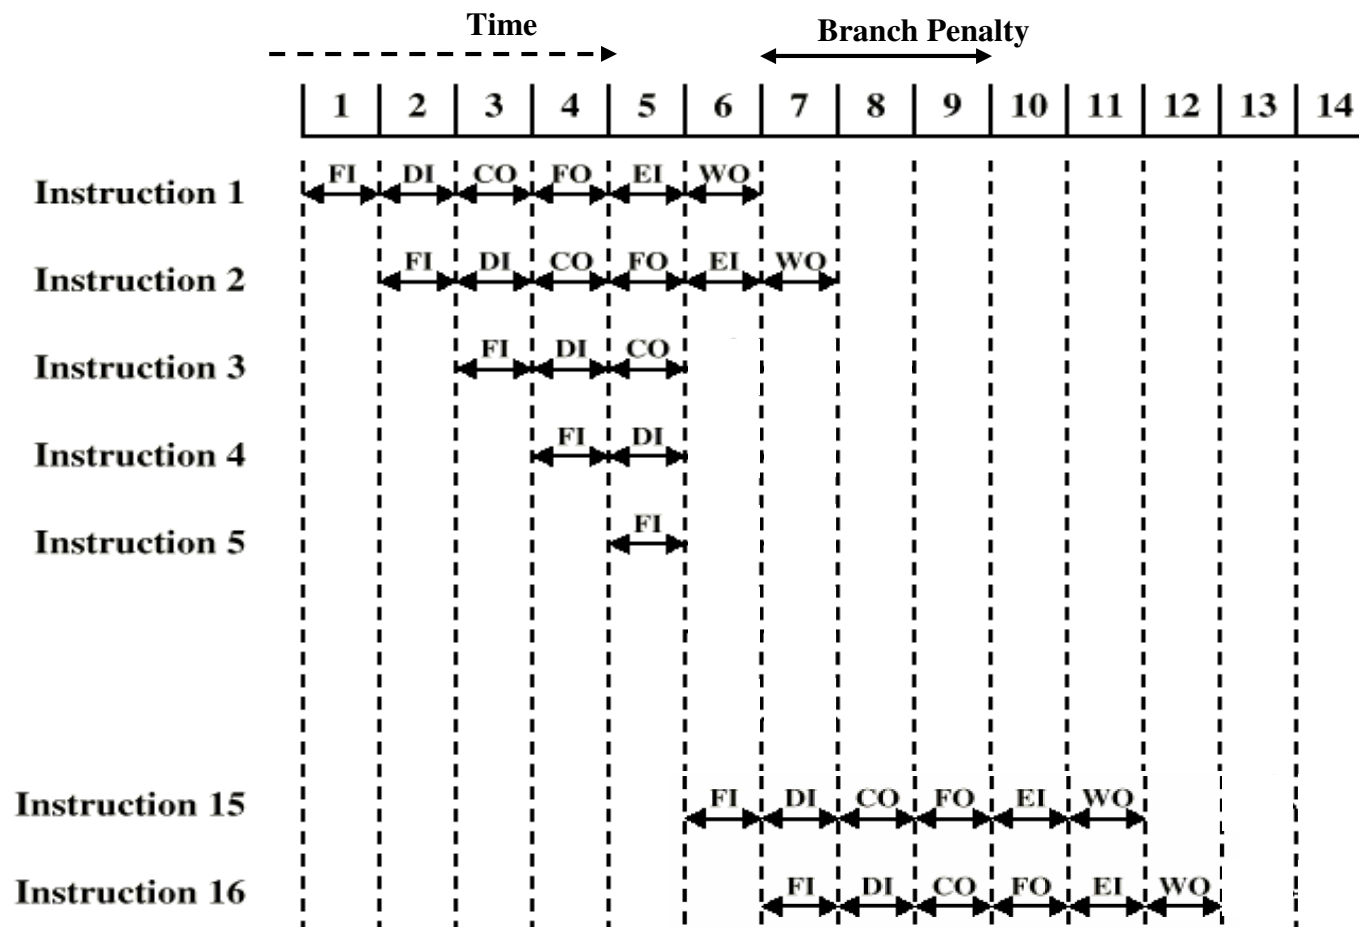 Time
Branch Penalty
1 2 3 4 5 6 7 8 9 10 11 12 13 14
Instruction 1 FI DI CO FO EI WO
Instruction 2 FI DI CO FO EI WO
Instruction 3 FI DI CO
Instruction 4 FI DI
Instruction 5 FI
Instruction 15 FI DI CO FO EI WO
Instruction 16 FI DI CO FO EI WO